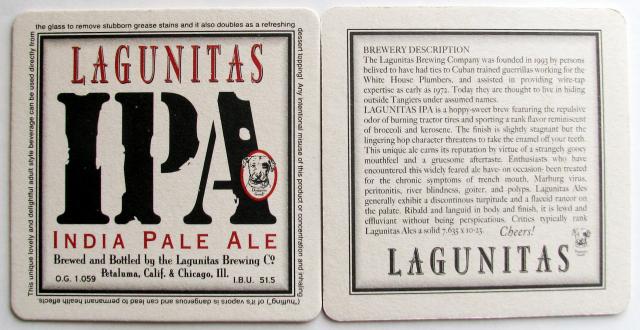 This unique lovely and delightful adult style beverage can be used directly from
the glass to remove stubborn grease stains and it also doubles as a refreshing
dessert topping! Any intentional misuse of this product or concentration and inhaling
("huffing") of it's vapors is dangerous and can lead to permanant health effects.
LAGUNITAS
IPA
INDIA PALE ALE
Brewed and Bottled by the Lagunitas Brewing Co
Petaluma, Calif. & Chicago, Ill.
O.G. 1.059
I.B.U. 51.5
BREWERY DESCRIPTION
The Lagunitas Brewing Company was founded in 1993 by persons
belived to have had ties to Cuban trained guerrillas working for the
White House Plumbers, and assisted in providing wire-tap
expertise as early as 1972. Today they are thought to live in hiding
outside Tangiers under assumed names.
LAGUNITAS IPA is a hoppy-sweet brew featuring the repulsive
odor of burning tractor tires and sporting a rank flavor reminiscent
of broccoli and kerosene. The finish is slightly stagnant but the
lingering hop character threatens to take the enamel off your teeth.
This unique ale earns its reputation by virtue of a strangely gooey
mouthfeel and a gruesome aftertaste. Enthusiasts who have
encountered this widely feared ale have- on occasion- been treated
for the chronic symptoms of trench mouth, Marburg virus,
peritonitis, river blindness, goiter, and polyps. Lagunitas Ales
generally exhibit a discontinous turpitude and a flaccid rancor on
the palate. Ribald and languid in body and finish, it is lewd and
effluviant without being perspicatious. Critics typically rank
Lagunitas Ales a solid 7.635 x 10-23.
Cheers!
LAGUNITAS